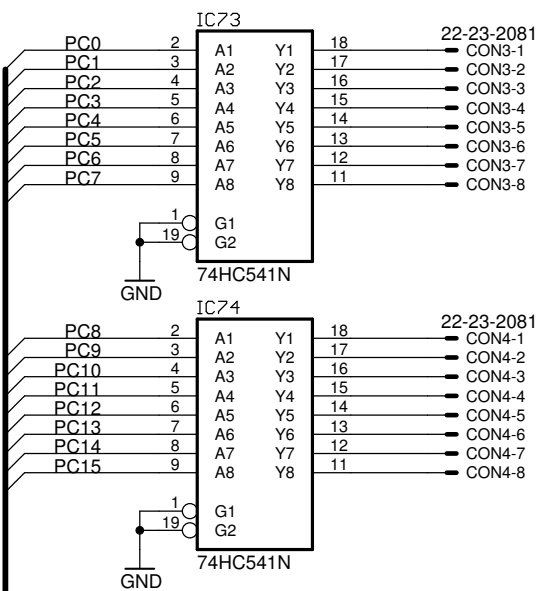 IC73
22-23-2081
PC0 2 A1 Y1 18 CON3-1
PC1 3 A2 Y2 17 CON3-2
PC2 4 A3 Y3 16 CON3-3
PC3 5 A4 Y4 15 CON3-4
PC4 6 A5 Y5 14 CON3-5
PC5 7 A6 Y6 13 CON3-6
PC6 8 A7 Y7 12 CON3-7
PC7 9 A8 Y8 11 CON3-8
1 G1
19 G2
74HC541N
GND
IC74
22-23-2081
PC8 2 A1 Y1 18 CON4-1
PC9 3 A2 Y2 17 CON4-2
PC10 4 A3 Y3 16 CON4-3
PC11 5 A4 Y4 15 CON4-4
PC12 6 A5 Y5 14 CON4-5
PC13 7 A6 Y6 13 CON4-6
PC14 8 A7 Y7 12 CON4-7
PC15 9 A8 Y8 11 CON4-8
1 G1
19 G2
74HC541N
GND